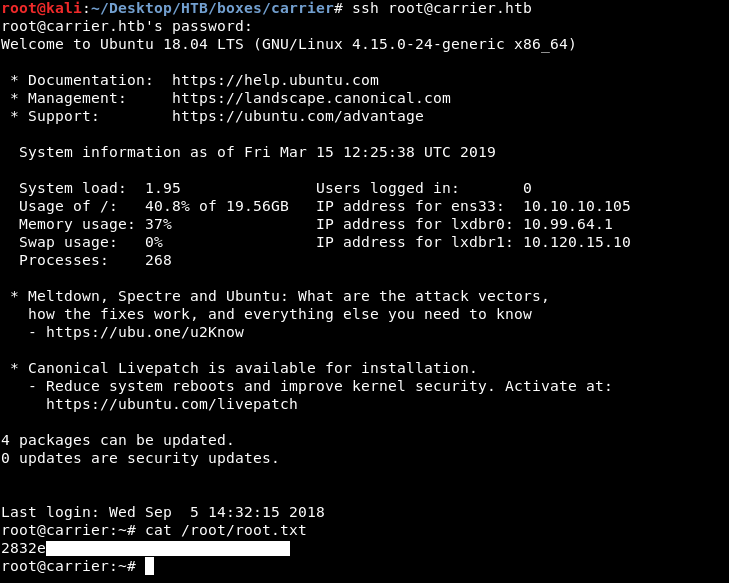 root@kali:~/Desktop/HTB/boxes/carrier# ssh root@carrier.htb
root@carrier.htb's password:
Welcome to Ubuntu 18.04 LTS (GNU/Linux 4.15.0-24-generic x86_64)
* Documentation:  https://help.ubuntu.com
* Management:     https://landscape.canonical.com
* Support:        https://ubuntu.com/advantage
System information as of Fri Mar 15 12:25:38 UTC 2019
System load:  1.95               Users logged in:       0
Usage of /:   40.8% of 19.56GB   IP address for ens33:  10.10.10.105
Memory usage: 37%                IP address for lxdbr0: 10.99.64.1
Swap usage:   0%                 IP address for lxdbr1: 10.120.15.10
Processes:    268
* Meltdown, Spectre and Ubuntu: What are the attack vectors,
how the fixes work, and everything else you need to know
- https://ubu.one/u2Know
* Canonical Livepatch is available for installation.
- Reduce system reboots and improve kernel security. Activate at:
https://ubuntu.com/livepatch
4 packages can be updated.
0 updates are security updates.
Last login: Wed Sep  5 14:32:15 2018
root@carrier:~# cat /root/root.txt
2832e
root@carrier:~#